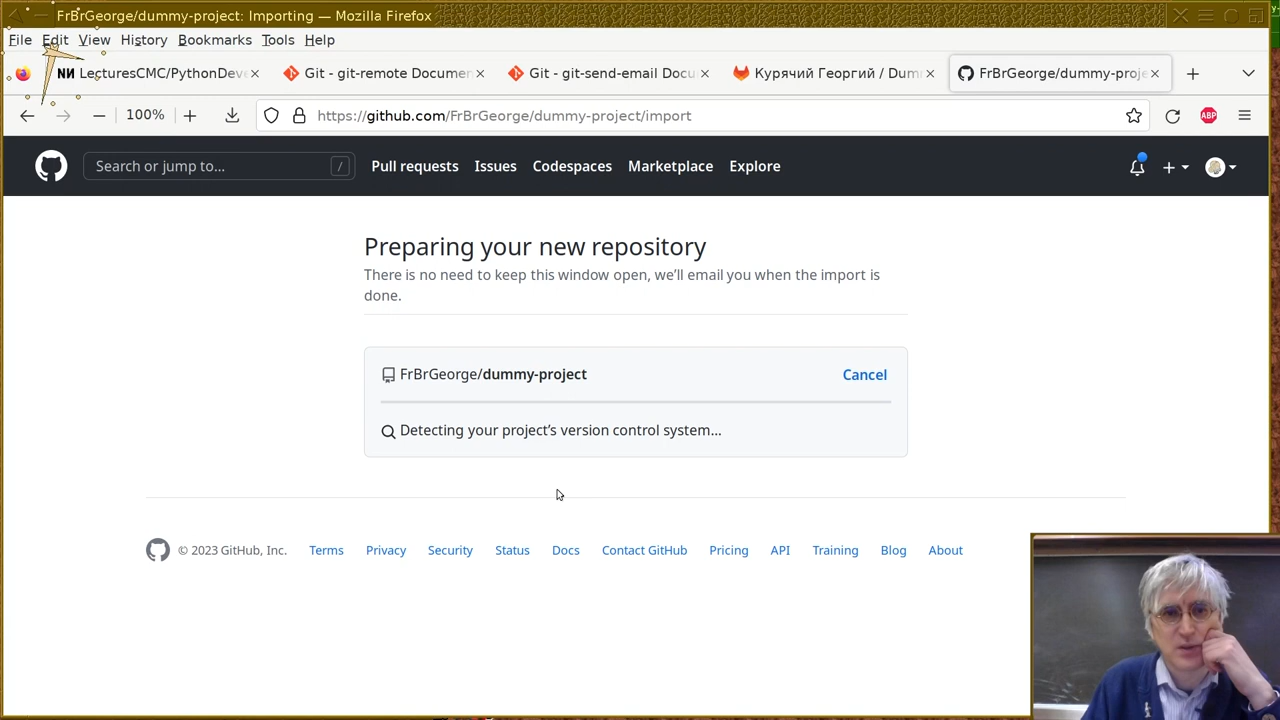 FrBrGeorge/dummy-project: Importing — Mozilla Firefox
File Edit View History Bookmarks Tools Help
LecturesCMC/PythonDeve
Git - git-remote Documen
Git - git-send-email Docu
Курячий Георгий / Dum
FrBrGeorge/dummy-proje
100%
https://github.com/FrBrGeorge/dummy-project/import
ABP
Search or jump to... /
Pull requests Issues Codespaces Marketplace Explore
Preparing your new repository
There is no need to keep this window open, we'll email you when the import is
done.
FrBrGeorge/dummy-project Cancel
Detecting your project's version control system...
© 2023 GitHub, Inc. Terms Privacy Security Status Docs Contact GitHub Pricing API Training Blog About